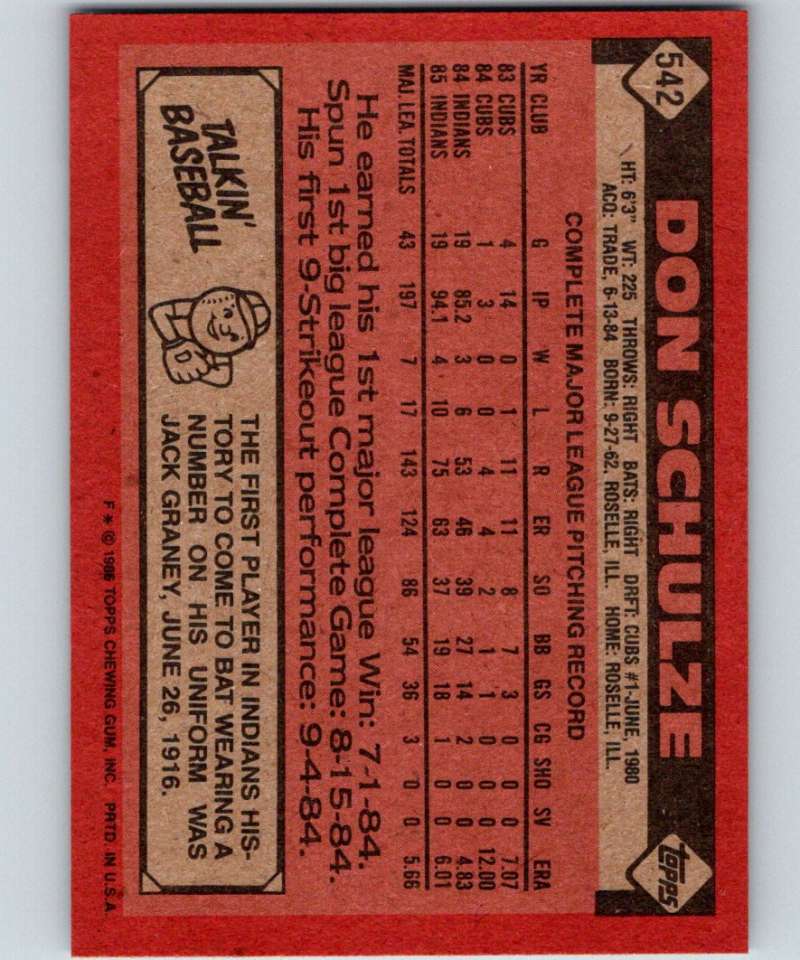 542
DON SCHULZE
topps
HT: 6'3" WT: 225 THROWS: RIGHT BATS: RIGHT DRFT: CUBS #1-JUNE, 1980
ACQ: TRADE, 6-13-84 BORN: 9-27-62, ROSELLE, ILL. HOME: ROSELLE, ILL.
COMPLETE MAJOR LEAGUE PITCHING RECORD
YR CLUB G IP W L R ER SO BB GS CG SHO SV ERA
83 CUBS 4 14 0 1 11 11 8 7 3 0 0 0 7.07
84 CUBS 1 3 0 0 4 4 2 1 1 0 0 0 12.00
84 INDIANS 19 85.2 3 6 53 46 39 27 14 2 0 0 4.83
85 INDIANS 19 94.1 4 10 75 63 37 19 18 1 0 0 6.01
MAJ. LEA. TOTALS 43 197 7 17 143 124 86 54 36 3 0 0 5.66
He earned his 1st major league Win: 7-1-84.
Spun 1st big league Complete Game: 8-15-84.
His first 9-Strikeout performance: 9-4-84.
TALKIN'
BASEBALL
THE FIRST PLAYER IN INDIANS HIS-
TORY TO COME TO BAT WEARING A
NUMBER ON HIS UNIFORM WAS
JACK GRANEY, JUNE 26, 1916.
F * © 1986 TOPPS CHEWING GUM, INC. PRTD. IN U.S.A.